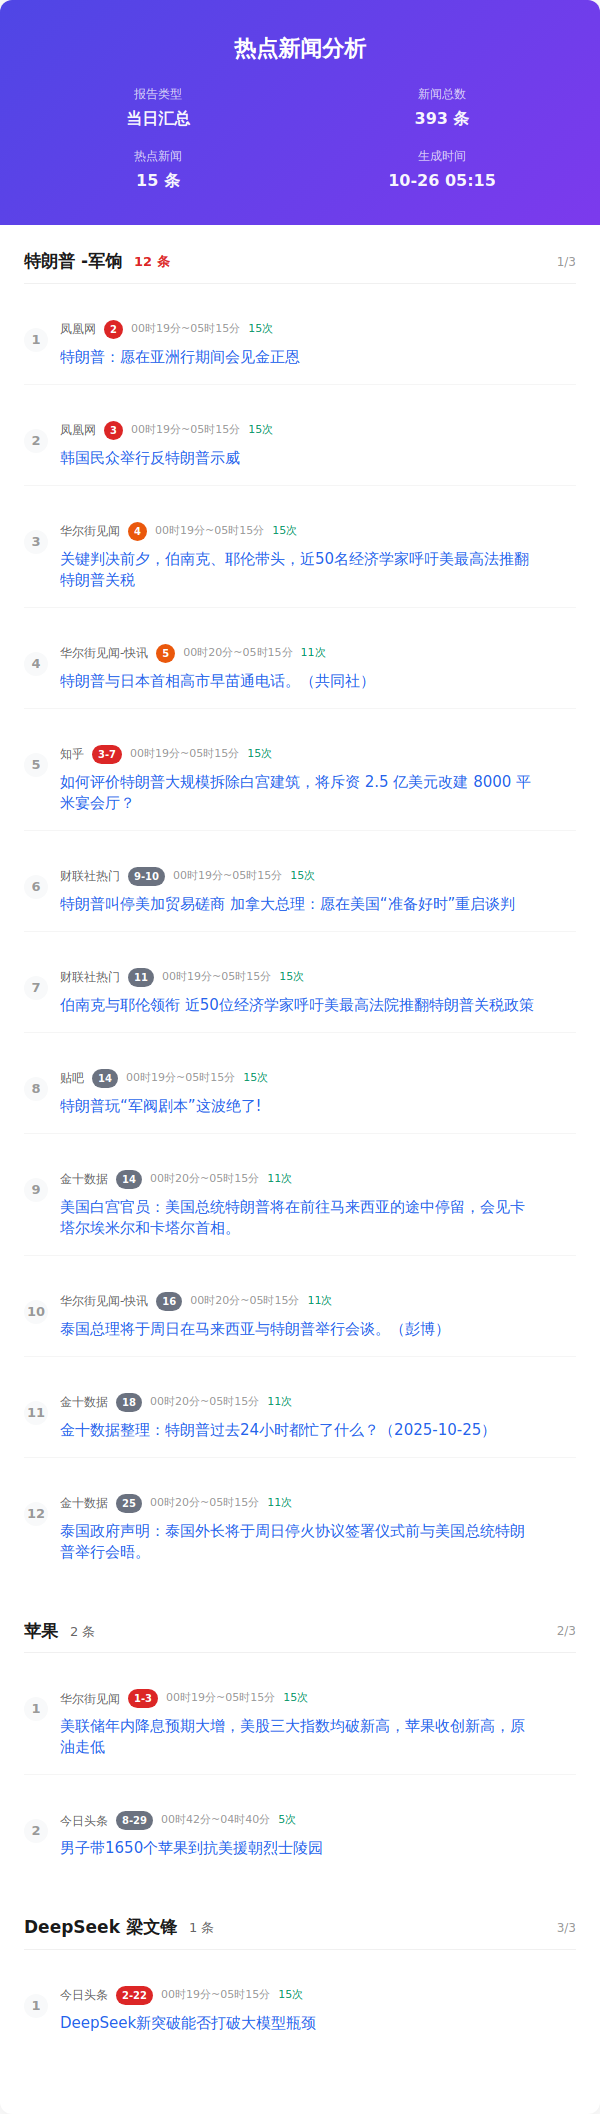 热点新闻分析
报告类型
新闻总数
当日汇总
393 条
热点新闻
生成时间
15 条
10-26 05:15
特朗普 -军饷 12 条 1/3
1 凤凰网 2 00时19分~05时15分 15次
特朗普：愿在亚洲行期间会见金正恩
2 凤凰网 3 00时19分~05时15分 15次
韩国民众举行反特朗普示威
3 华尔街见闻 4 00时19分~05时15分 15次
关键判决前夕，伯南克、耶伦带头，近50名经济学家呼吁美最高法推翻
特朗普关税
4 华尔街见闻-快讯 5 00时20分~05时15分 11次
特朗普与日本首相高市早苗通电话。（共同社）
5 知乎 3-7 00时19分~05时15分 15次
如何评价特朗普大规模拆除白宫建筑，将斥资 2.5 亿美元改建 8000 平
米宴会厅？
6 财联社热门 9-10 00时19分~05时15分 15次
特朗普叫停美加贸易磋商 加拿大总理：愿在美国“准备好时”重启谈判
7 财联社热门 11 00时19分~05时15分 15次
伯南克与耶伦领衔 近50位经济学家呼吁美最高法院推翻特朗普关税政策
8 贴吧 14 00时19分~05时15分 15次
特朗普玩“军阀剧本”这波绝了!
9 金十数据 14 00时20分~05时15分 11次
美国白宫官员：美国总统特朗普将在前往马来西亚的途中停留，会见卡
塔尔埃米尔和卡塔尔首相。
10 华尔街见闻-快讯 16 00时20分~05时15分 11次
泰国总理将于周日在马来西亚与特朗普举行会谈。（彭博）
11 金十数据 18 00时20分~05时15分 11次
金十数据整理：特朗普过去24小时都忙了什么？（2025-10-25）
12 金十数据 25 00时20分~05时15分 11次
泰国政府声明：泰国外长将于周日停火协议签署仪式前与美国总统特朗
普举行会晤。
苹果 2 条 2/3
1 华尔街见闻 1-3 00时19分~05时15分 15次
美联储年内降息预期大增，美股三大指数均破新高，苹果收创新高，原
油走低
2 今日头条 8-29 00时42分~04时40分 5次
男子带1650个苹果到抗美援朝烈士陵园
DeepSeek 梁文锋 1 条 3/3
1 今日头条 2-22 00时19分~05时15分 15次
DeepSeek新突破能否打破大模型瓶颈